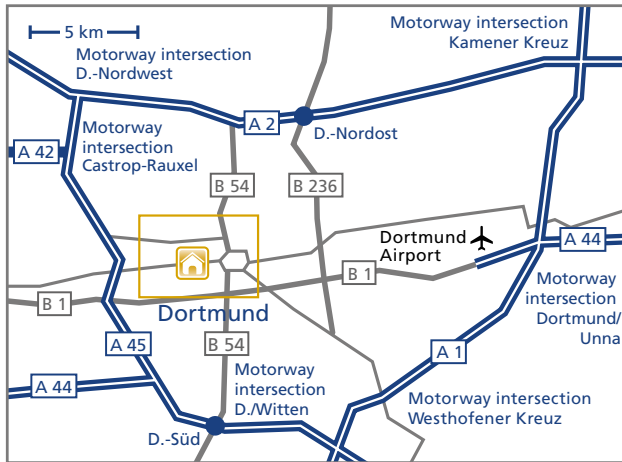 5 km
Motorway intersection
D.-Nordwest
Motorway intersection
Kamener Kreuz
A 2
D.-Nordost
Motorway
intersection
Castrop-Rauxel
A 42
B 54
B 236
Dortmund
Airport
A 44
B 1
B 1
Dortmund
Motorway
intersection
Dortmund/
Unna
A 45
B 54
A 1
A 44
Motorway
intersection
D./Witten
Motorway intersection
Westhofener Kreuz
D.-Süd